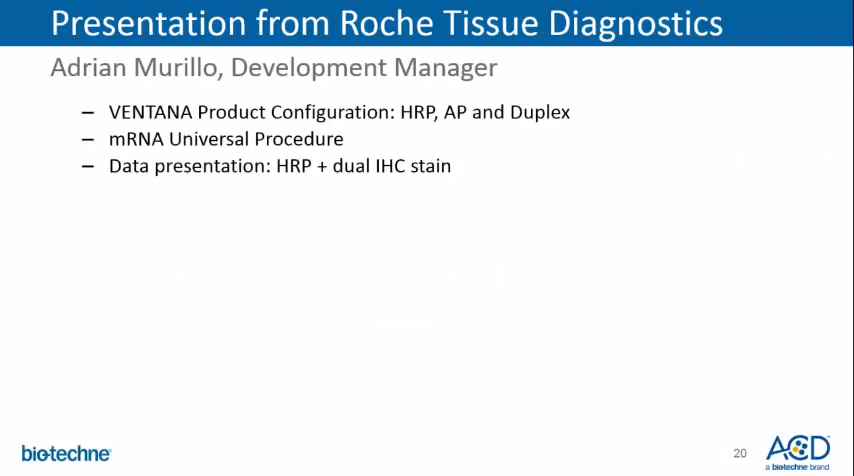 Presentation from Roche Tissue Diagnostics
Adrian Murillo, Development Manager
– VENTANA Product Configuration: HRP, AP and Duplex
– mRNA Universal Procedure
– Data presentation: HRP + dual IHC stain
bio-techne
20
ACD
a biotechne brand